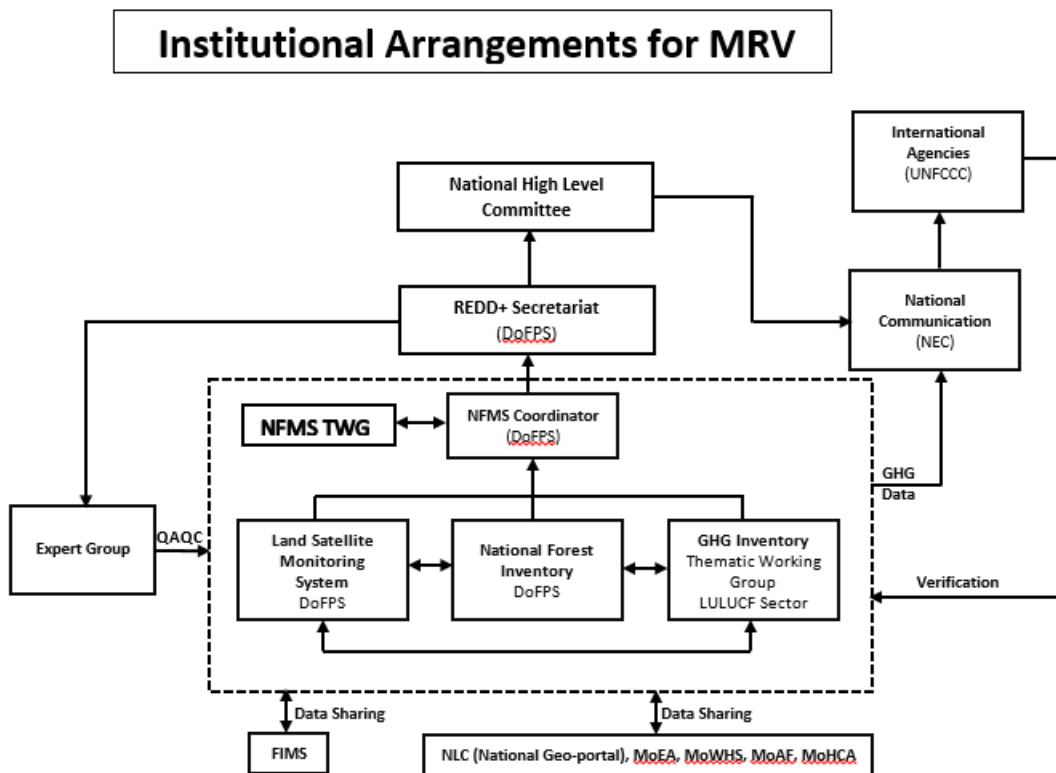 Institutional Arrangements for MRV
International
Agencies
(UNFCCC)
National High Level
Committee
REDD+ Secretariat
(DoFPS)
National
Communication
(NEC)
NFMS TWG
NFMS Coordinator
(DoFPS)
GHG
Data
Expert Group
QAQC
Land Satellite
Monitoring
System
DoFPS
National Forest
Inventory
DoFPS
GHG Inventory
Thematic Working
Group
LULUCF Sector
Verification
Data Sharing
Data Sharing
FIMS
NLC (National Geo-portal), MoEA, MoWHS, MoAF, MoHCA